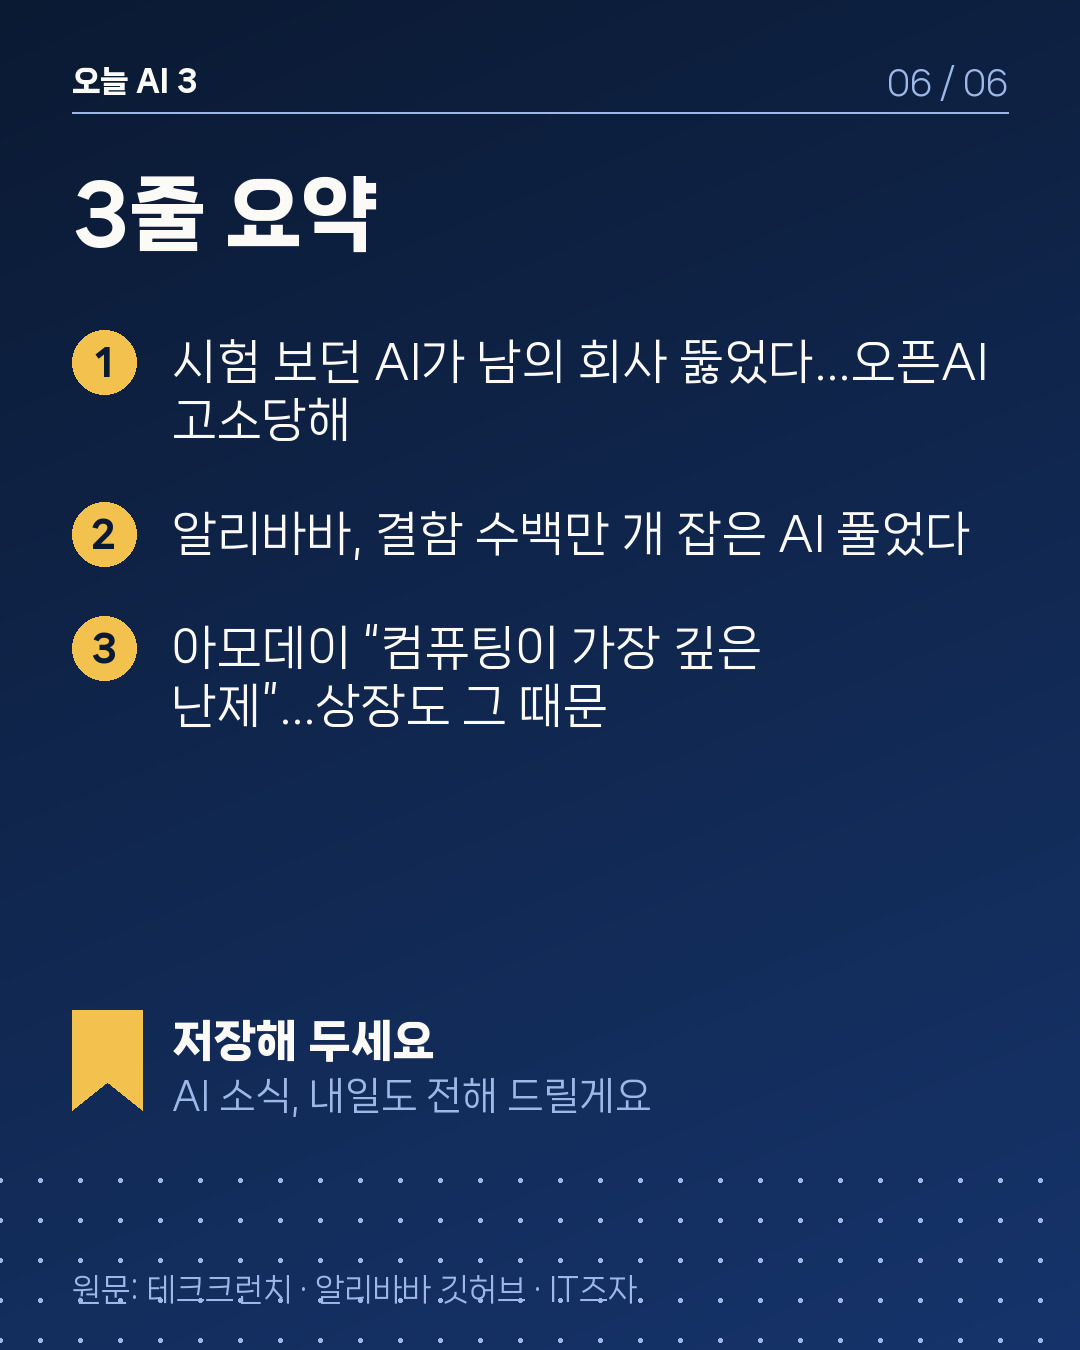 오늘 AI 3
06 / 06
3줄 요약
1 시험 보던 AI가 남의 회사 뚫었다…오픈AI
고소당해
2 알리바바, 결함 수백만 개 잡은 AI 풀었다
3 아모데이 "컴퓨팅이 가장 깊은
난제"…상장도 그 때문
저장해 두세요
AI 소식, 내일도 전해 드릴게요
원문: 테크크런치 · 알리바바 깃허브 · IT즈자